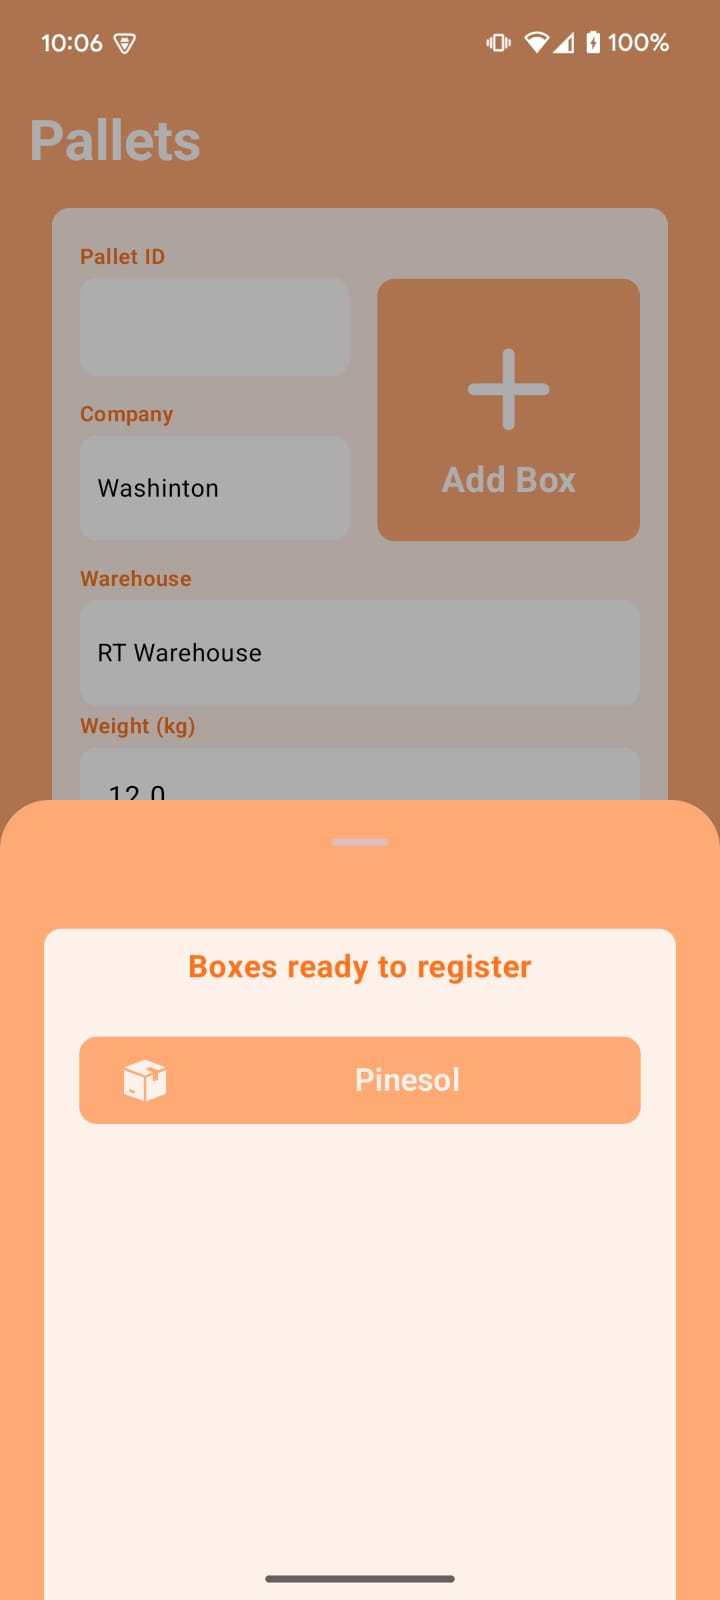 10:06
100%
Pallets
Pallet ID
Company
Washinton
Add Box
Warehouse
RT Warehouse
Weight (kg)
12.0
Boxes ready to register
Pinesol